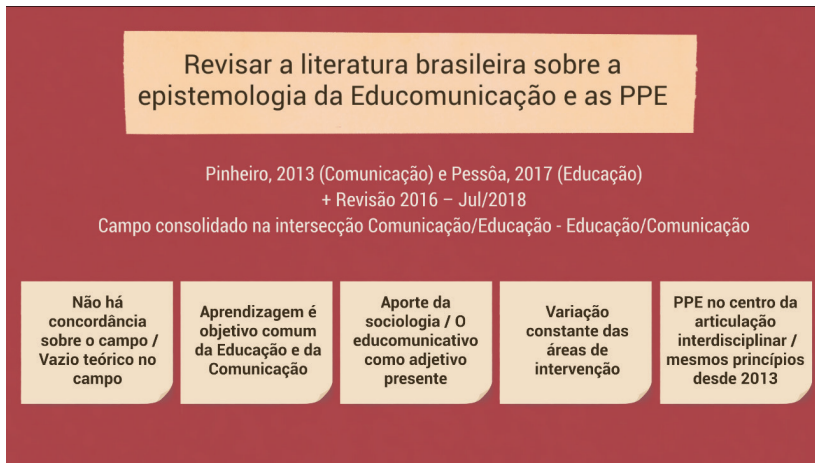 Revisar a literatura brasileira sobre a
epistemologia da Educomunicação e as PPE
Pinheiro, 2013 (Comunicação) e Pessôa, 2017 (Educação)
+ Revisão 2016 – Jul/2018
Campo consolidado na intersecção Comunicação/Educação - Educação/Comunicação
Não há
concordância
sobre o campo /
Vazio teórico no
campo
Aprendizagem é
objetivo comum
da Educação e da
Comunicação
Aporte da
sociologia / O
educomunicativo
como adjetivo
presente
Variação
constante das
áreas de
intervenção
PPE no centro da
articulação
interdisciplinar /
mesmos princípios
desde 2013